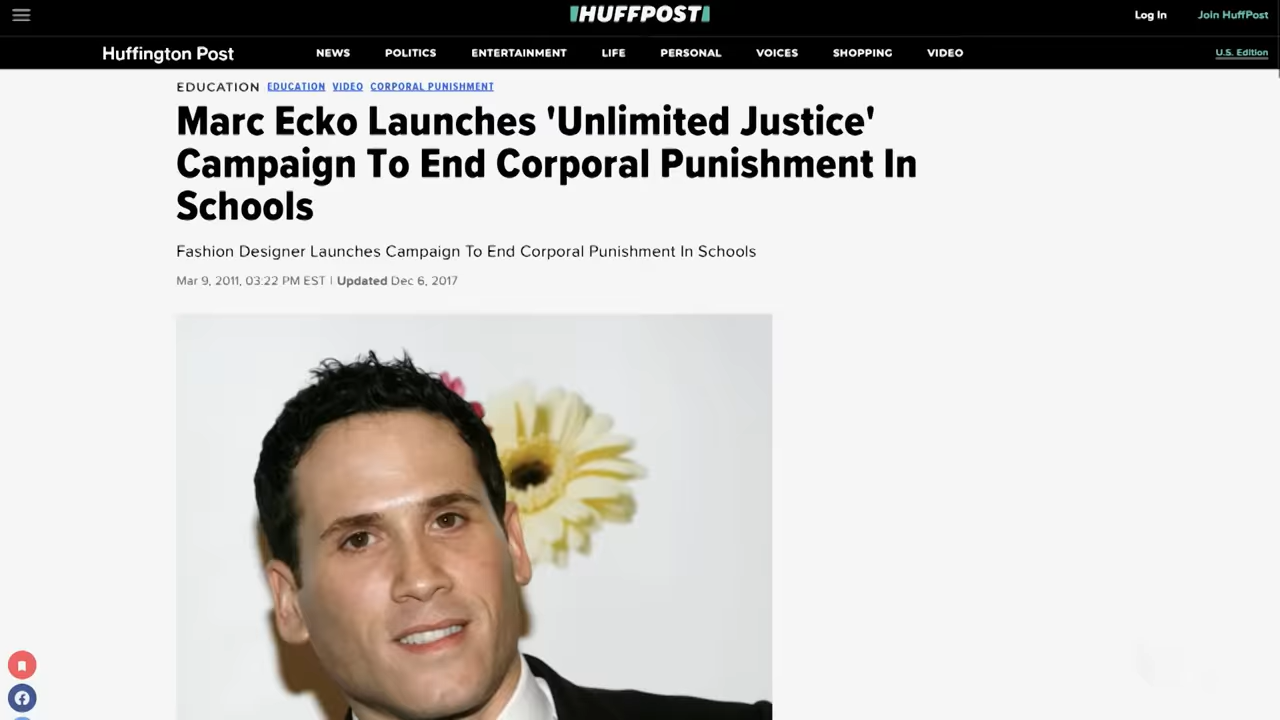 HUFFPOST
Log In
Join HuffPost
Huffington Post
NEWS
POLITICS
ENTERTAINMENT
LIFE
PERSONAL
VOICES
SHOPPING
VIDEO
U.S. Edition
EDUCATION EDUCATION VIDEO CORPORAL PUNISHMENT
Marc Ecko Launches 'Unlimited Justice'
Campaign To End Corporal Punishment In
Schools
Fashion Designer Launches Campaign To End Corporal Punishment In Schools
Mar 9, 2011, 03:22 PM EST | Updated Dec 6, 2017